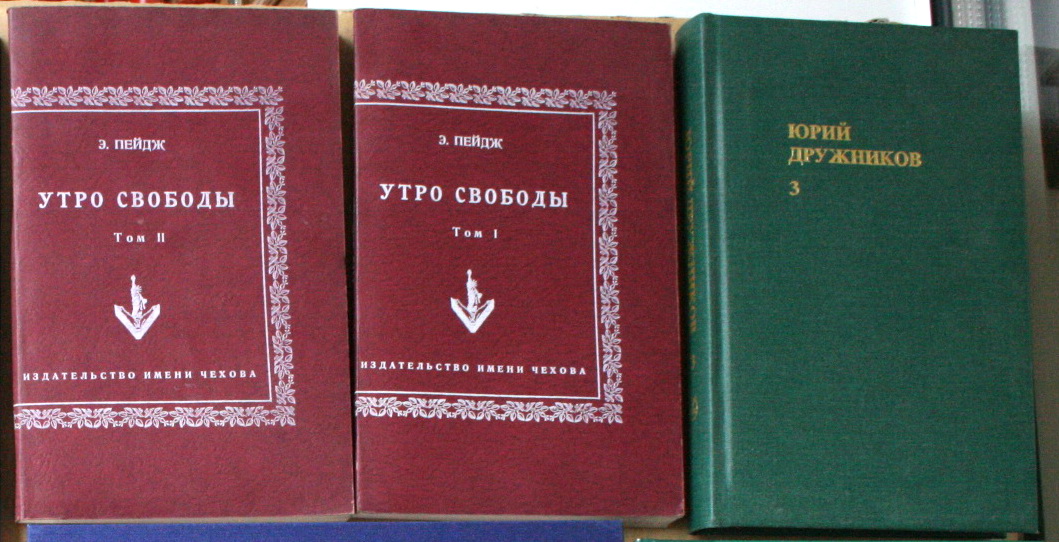 Э. ПЕЙДЖ
УТРО СВОБОДЫ
Том II
ИЗДАТЕЛЬСТВО ИМЕНИ ЧЕХОВА
Э. ПЕЙДЖ
УТРО СВОБОДЫ
Том I
ИЗДАТЕЛЬСТВО ИМЕНИ ЧЕХОВА
ЮРИЙ
ДРУЖНИКОВ
3